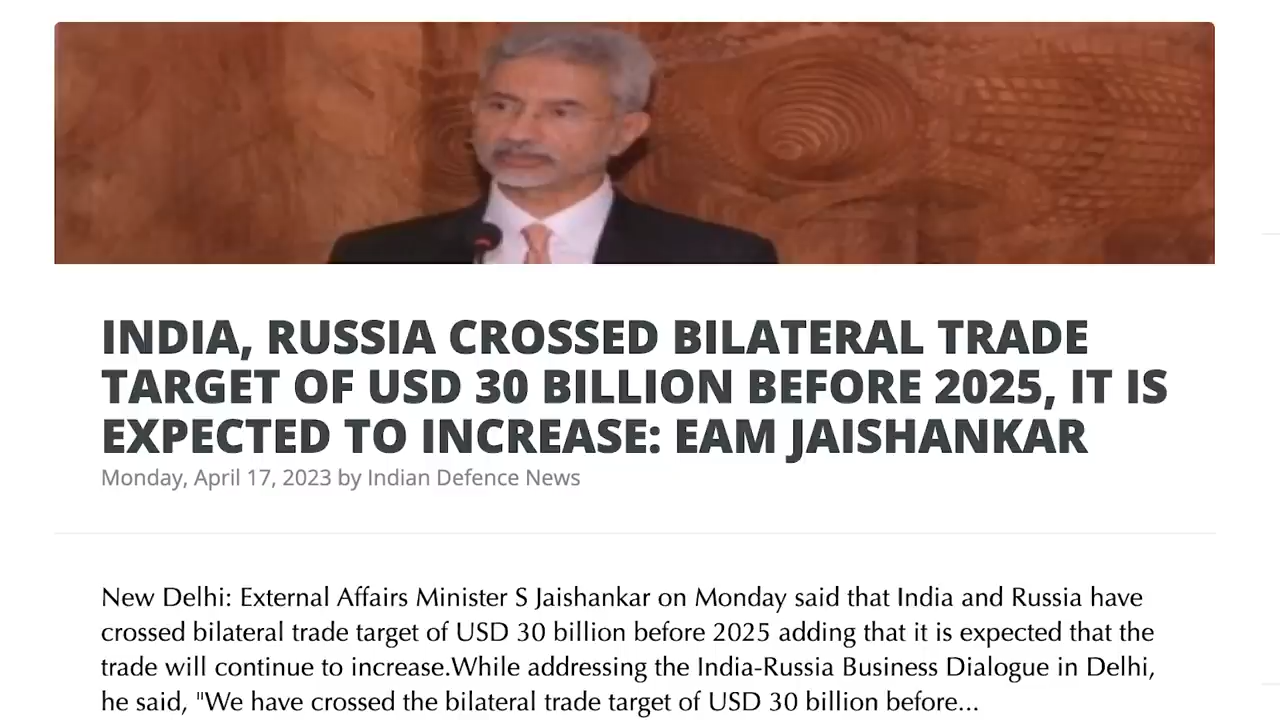 INDIA, RUSSIA CROSSED BILATERAL TRADE
TARGET OF USD 30 BILLION BEFORE 2025, IT IS
EXPECTED TO INCREASE: EAM JAISHANKAR
Monday, April 17, 2023 by Indian Defence News
New Delhi: External Affairs Minister S Jaishankar on Monday said that India and Russia have
crossed bilateral trade target of USD 30 billion before 2025 adding that it is expected that the
trade will continue to increase.While addressing the India-Russia Business Dialogue in Delhi,
he said, "We have crossed the bilateral trade target of USD 30 billion before...